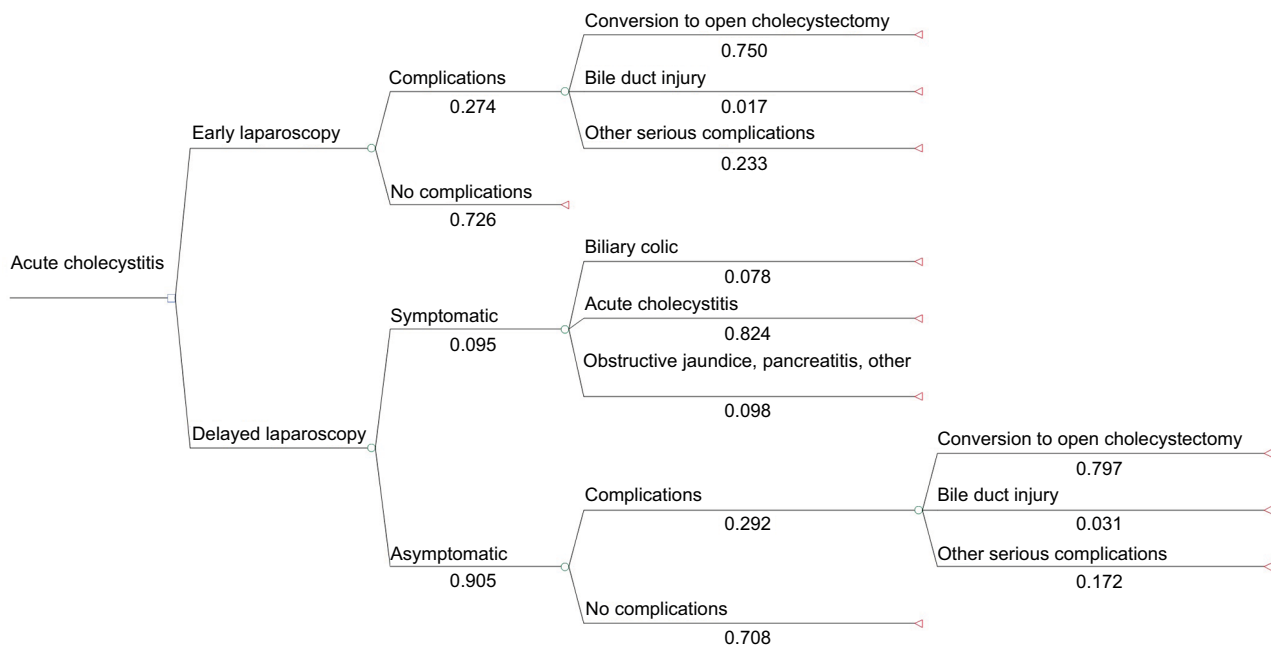 Conversion to open cholecystectomy
0.750
Complications
0.274
Bile duct injury
0.017
Early laparoscopy
Other serious complications
0.233
No complications
0.726
Acute cholecystitis
Biliary colic
0.078
Symptomatic
0.095
Acute cholecystitis
0.824
Obstructive jaundice, pancreatitis, other
0.098
Delayed laparoscopy
Conversion to open cholecystectomy
0.797
Complications
0.292
Bile duct injury
0.031
Asymptomatic
0.905
Other serious complications
0.172
No complications
0.708